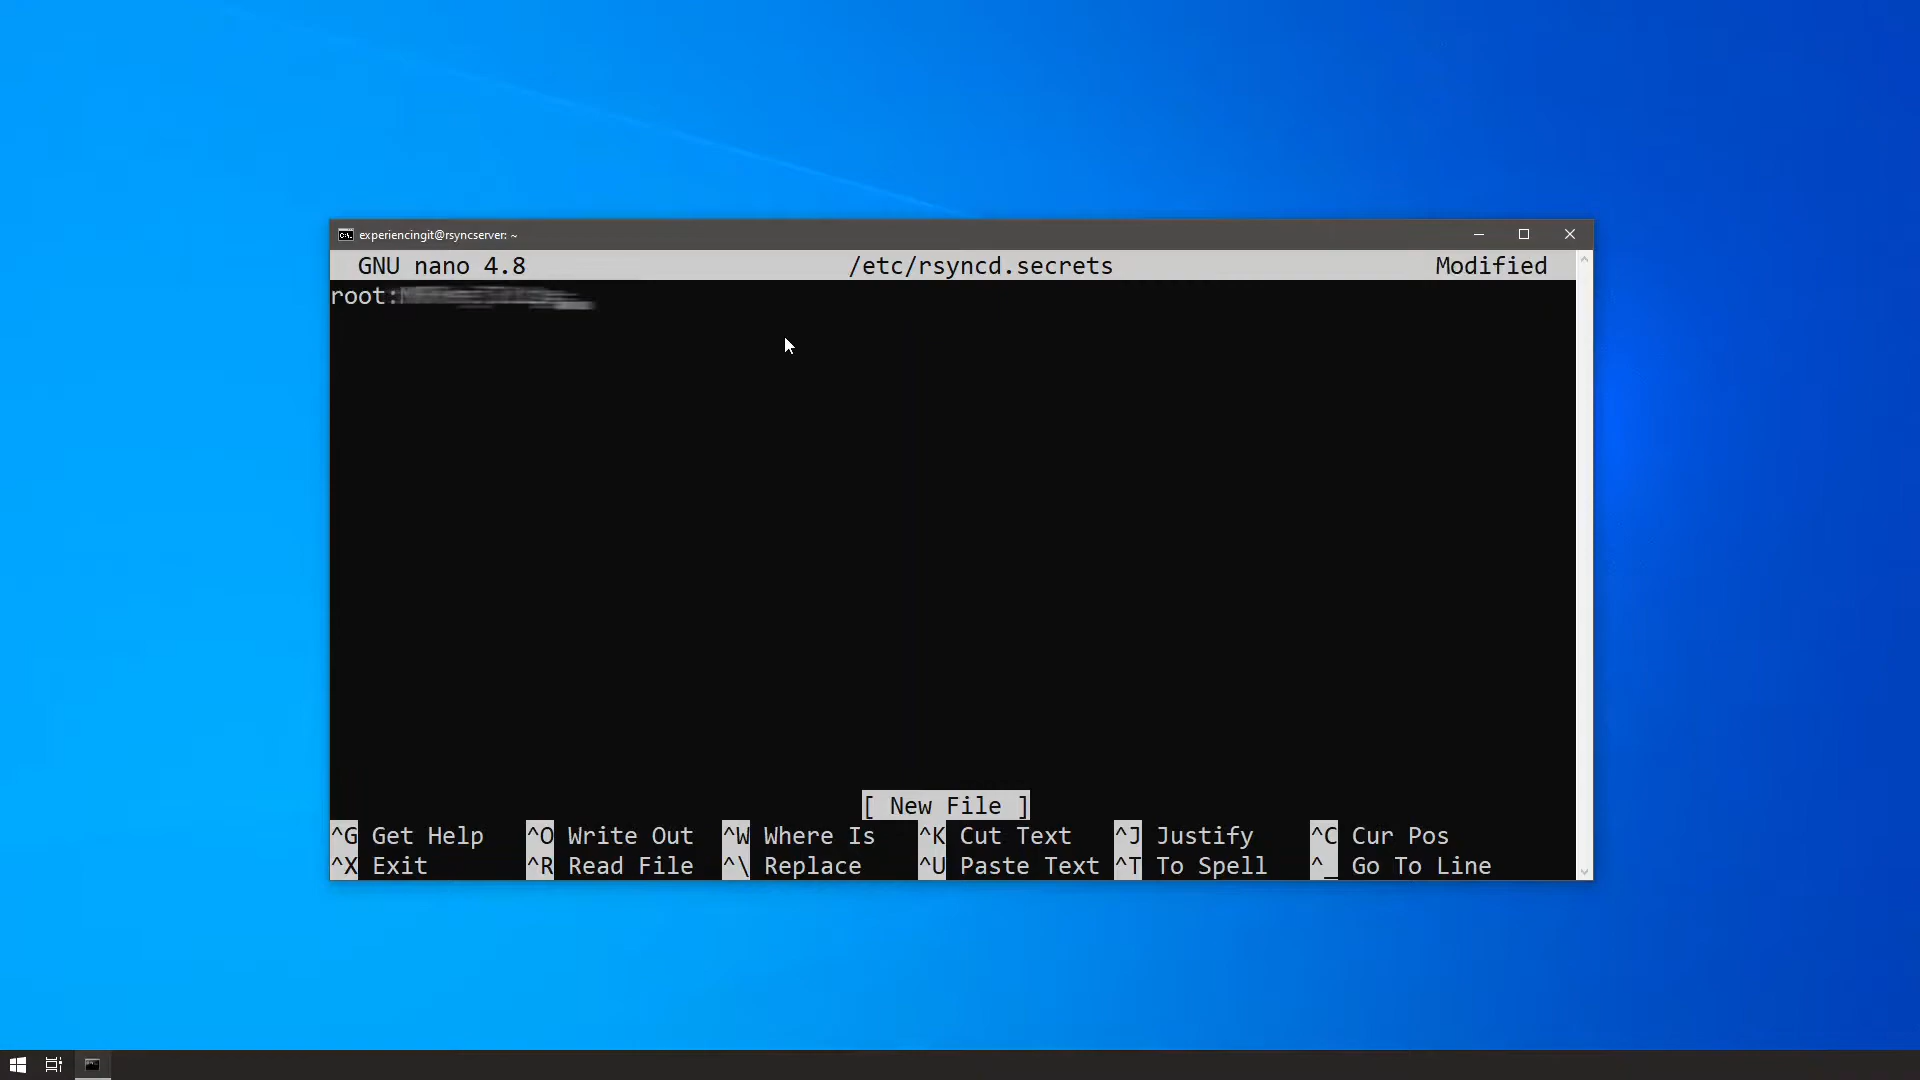 experiencingit@rsyncserver: ~
GNU nano 4.8 /etc/rsyncd.secrets Modified
root:
[ New File ]
^G Get Help ^O Write Out ^W Where Is ^K Cut Text ^J Justify ^C Cur Pos
^X Exit ^R Read File ^\ Replace ^U Paste Text ^T To Spell ^_ Go To Line